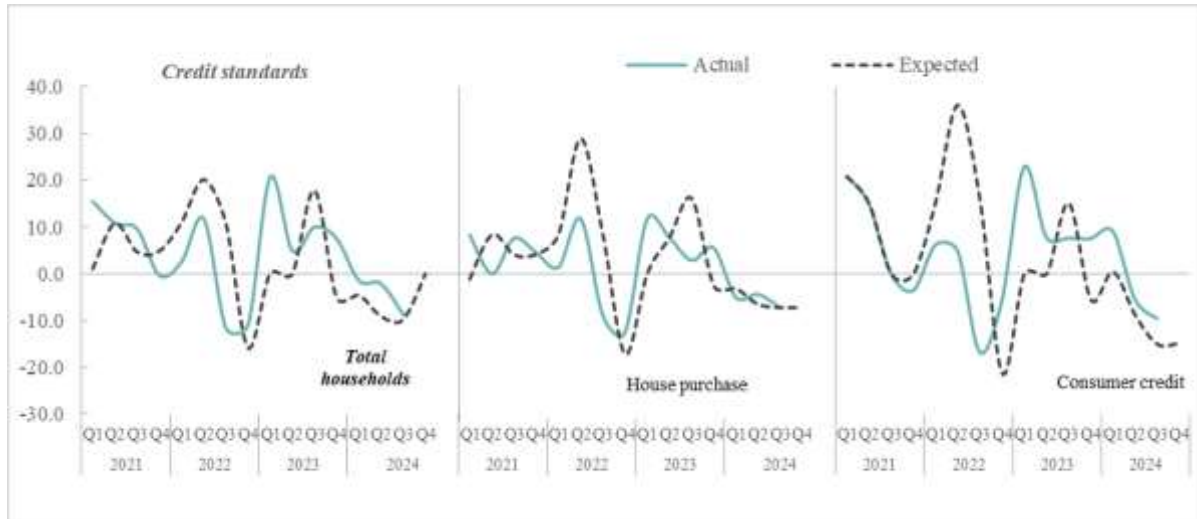 Credit standards
Actual
Expected
40.0
30.0
20.0
10.0
0.0
-10.0
-20.0
-30.0
Total
households
House purchase
Consumer credit
Q1 Q2 Q3 Q4 Q1 Q2 Q3 Q4 Q1 Q2 Q3 Q4 Q1 Q2 Q3 Q4
2021 2022 2023 2024
Q1 Q2 Q3 Q4 Q1 Q2 Q3 Q4 Q1 Q2 Q3 Q4 Q1 Q2 Q3 Q4
2021 2022 2023 2024
Q1 Q2 Q3 Q4 Q1 Q2 Q3 Q4 Q1 Q2 Q3 Q4 Q1 Q2 Q3 Q4
2021 2022 2023 2024